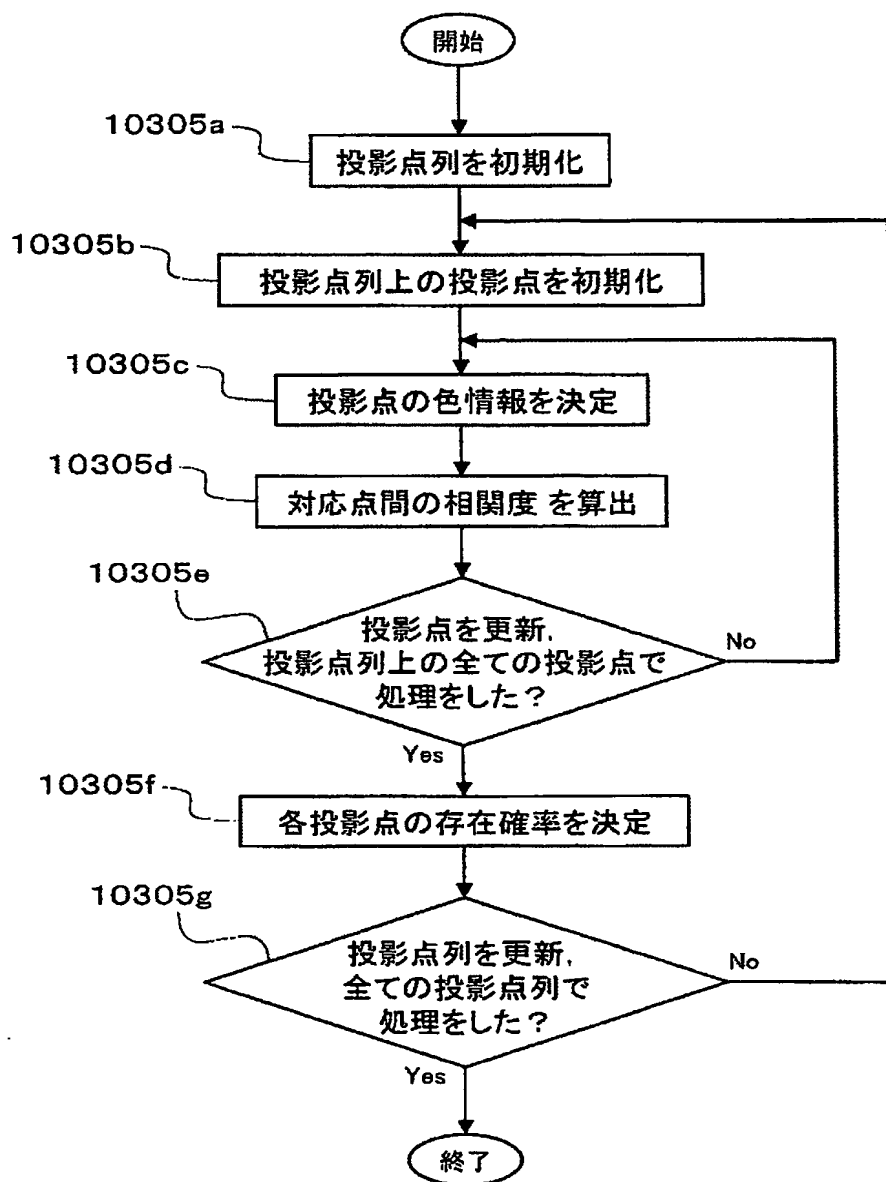 開始
10305a
投影点列を初期化
10305b
投影点列上の投影点を初期化
10305c
投影点の色情報を決定
10305d
対応点間の相関度 を算出
10305e
投影点を更新,
投影点列上の全ての投影点で
処理をした?
No
Yes
10305f
各投影点の存在確率を決定
10305g
投影点列を更新,
全ての投影点列で
処理をした?
No
Yes
終了